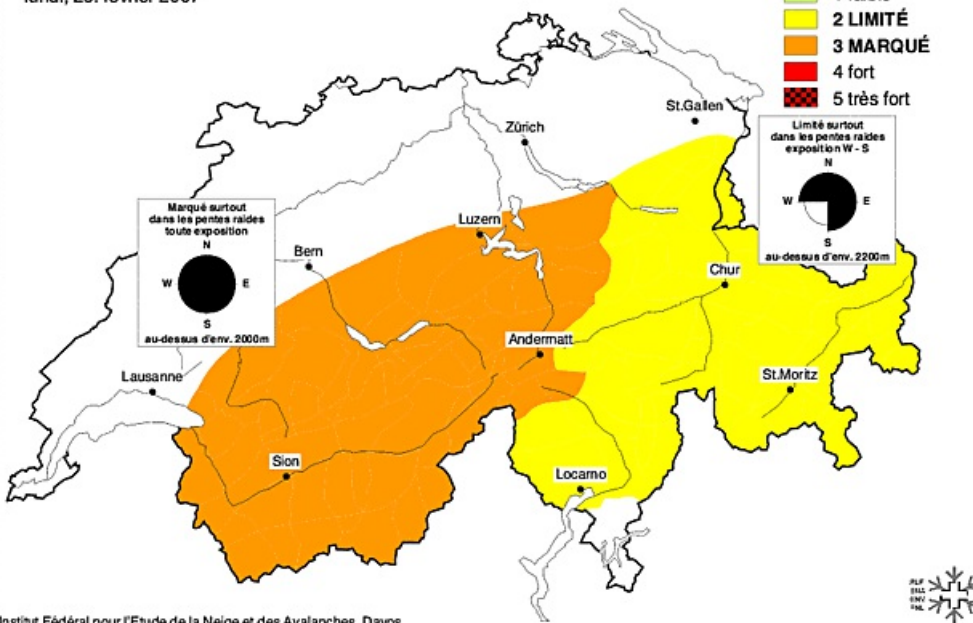 2 LIMITÉ
3 MARQUÉ
4 fort
5 très fort
St.Gallen
Zürich
Limité surtout
dans les pentes raides
exposition W - S
N
W E
S
au-dessus d'env. 2200m
Marqué surtout
dans les pentes raides
toute exposition
N
W E
S
au-dessus d'env. 2000m
Luzern
Bern
Chur
Andermatt
Lausanne
St.Moritz
Sion
Locarno
SLF
ENA
Institut Fédéral pour l'Etude de la Neige et des Avalanches, Davos